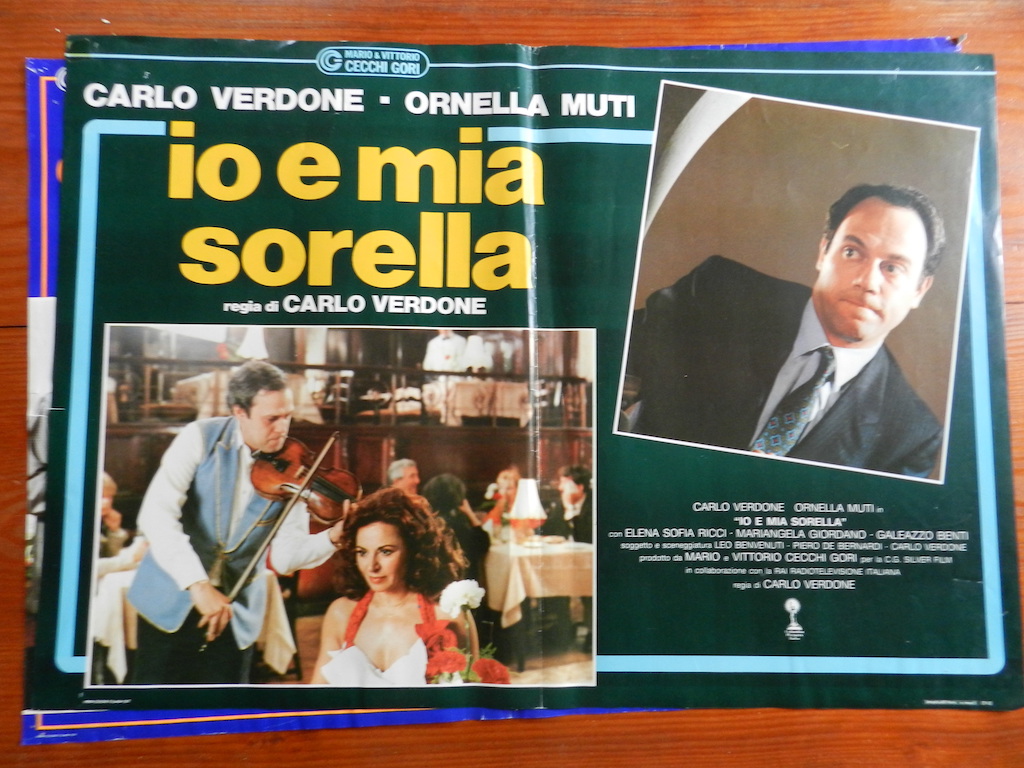 MARIO & VITTORIO
CECCHI GORI
CARLO VERDONE - ORNELLA MUTI
io e mia
sorella
regia di CARLO VERDONE
CARLO VERDONE ORNELLA MUTI in
"IO E MIA SORELLA"
con ELENA SOFIA RICCI - MARIANGELA GIORDANO - GALEAZZO BENTI
soggetto e sceneggiatura LEO BENVENUTI - PIERO DE BERNARDI - CARLO VERDONE
prodotto da MARIO e VITTORIO CECCHI GORI per la C.G. SILVER FILM
in collaborazione con la RAI RADIOTELEVISIONE ITALIANA
regia di CARLO VERDONE